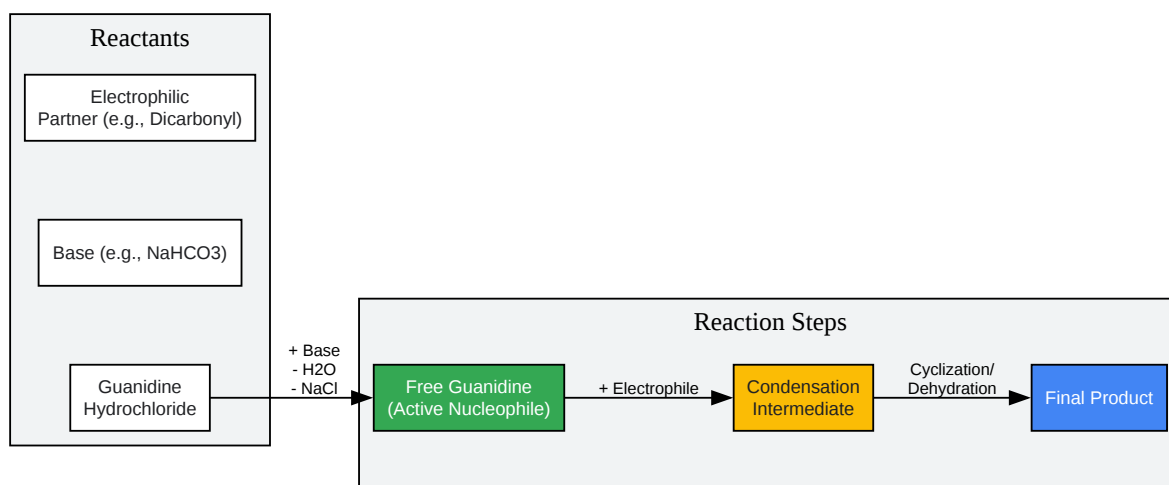 Reactants
Electrophilic
Partner (e.g., Dicarbonyl)
Base (e.g., NaHCO3)
Guanidine
Hydrochloride
+ Base
- H2O
- NaCl
Reaction Steps
Free Guanidine
(Active Nucleophile)
+ Electrophile
Condensation
Intermediate
Cyclization/
Dehydration
Final Product